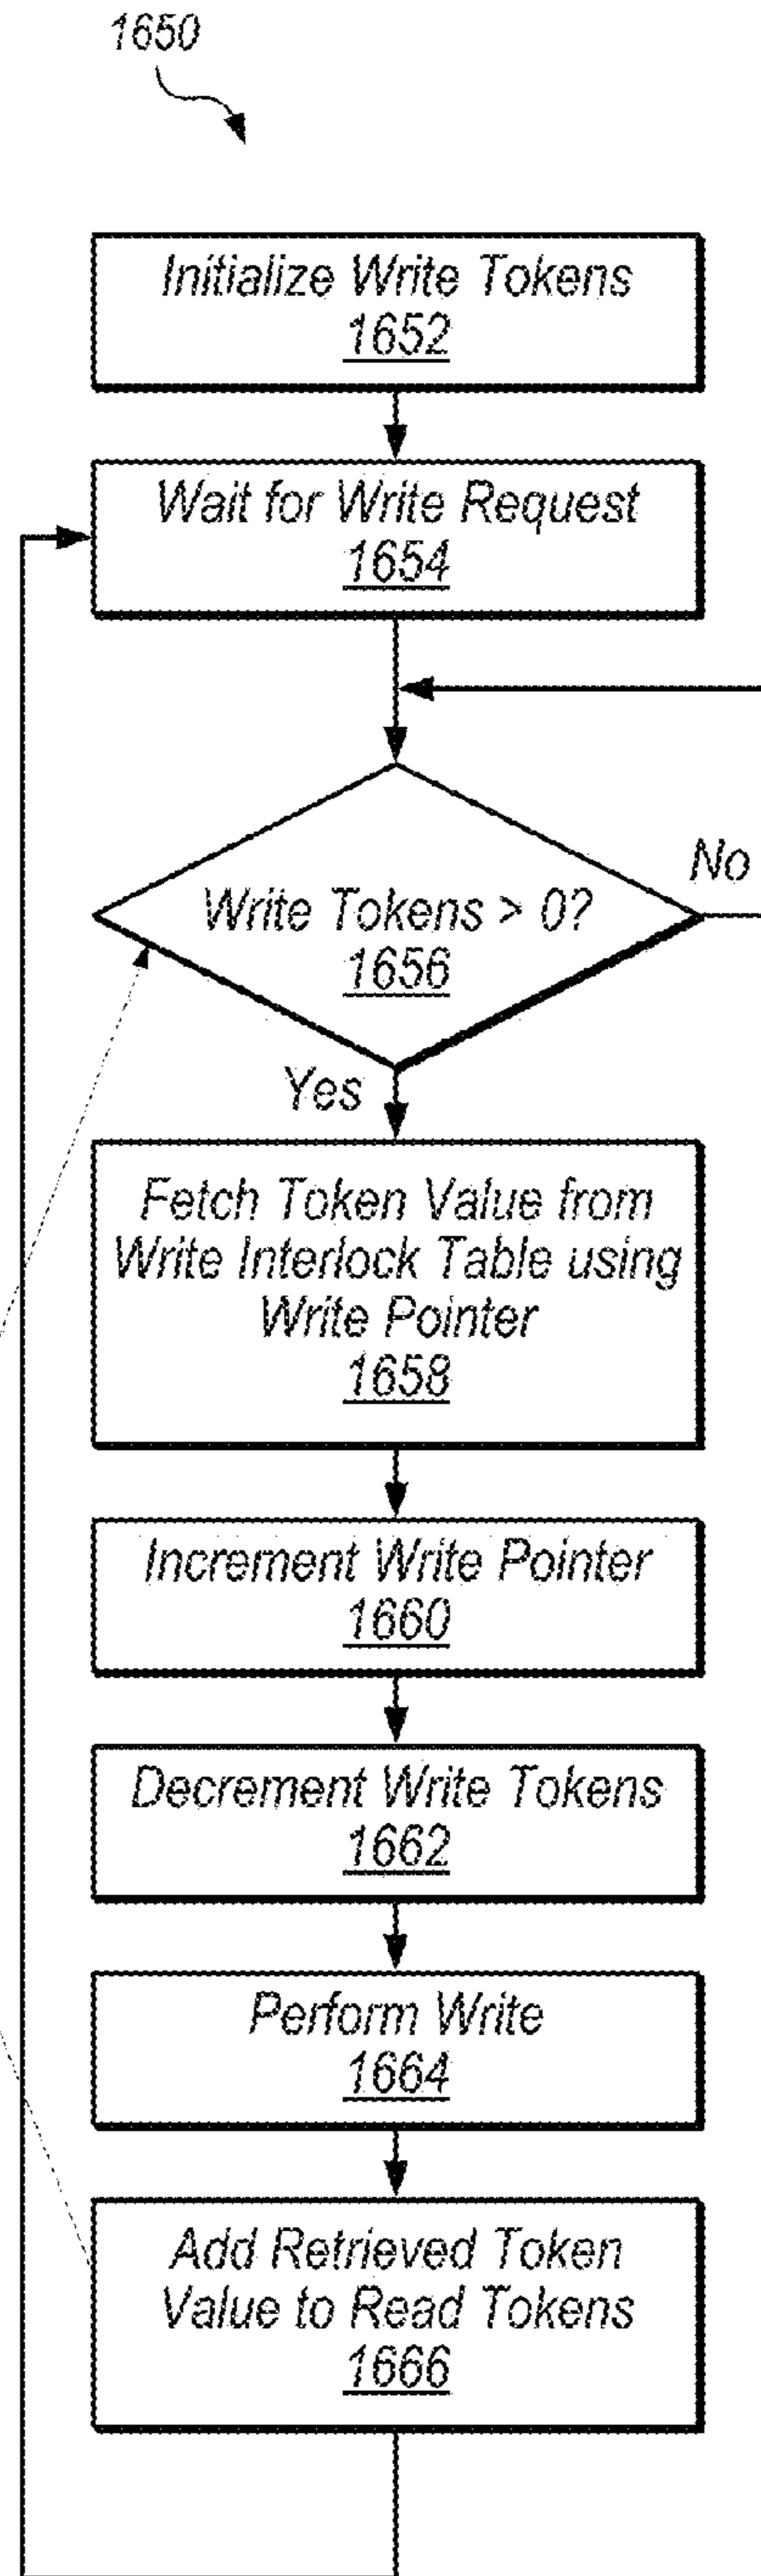 1650
Initialize Write Tokens
1652
Wait for Write Request
1654
Write Tokens > 0?
1656
No
Yes
Fetch Token Value from
Write Interlock Table using
Write Pointer
1658
Increment Write Pointer
1660
Decrement Write Tokens
1662
Perform Write
1664
Add Retrieved Token
Value to Read Tokens
1666